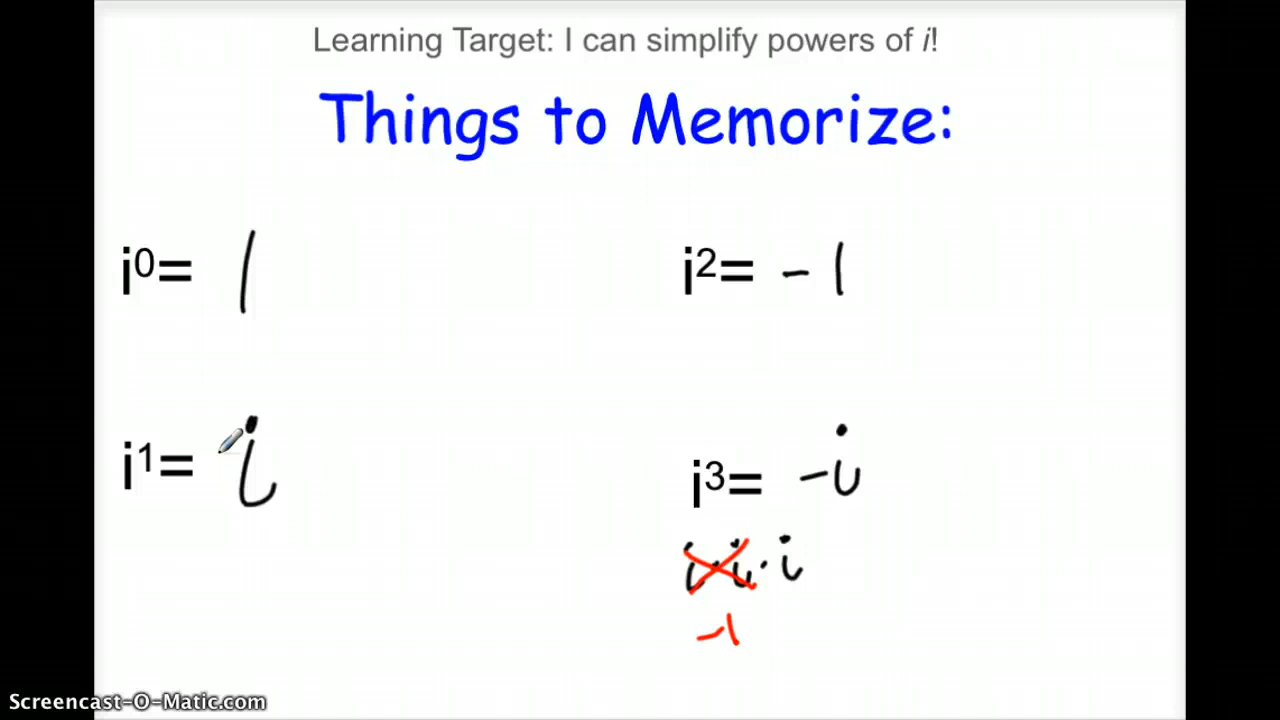 Learning Target: I can simplify powers of i!
Things to Memorize:
i⁰= 1
i²= -1
i¹= i
i³= -i
i·i·i
-1
Screencast-O-Matic.com